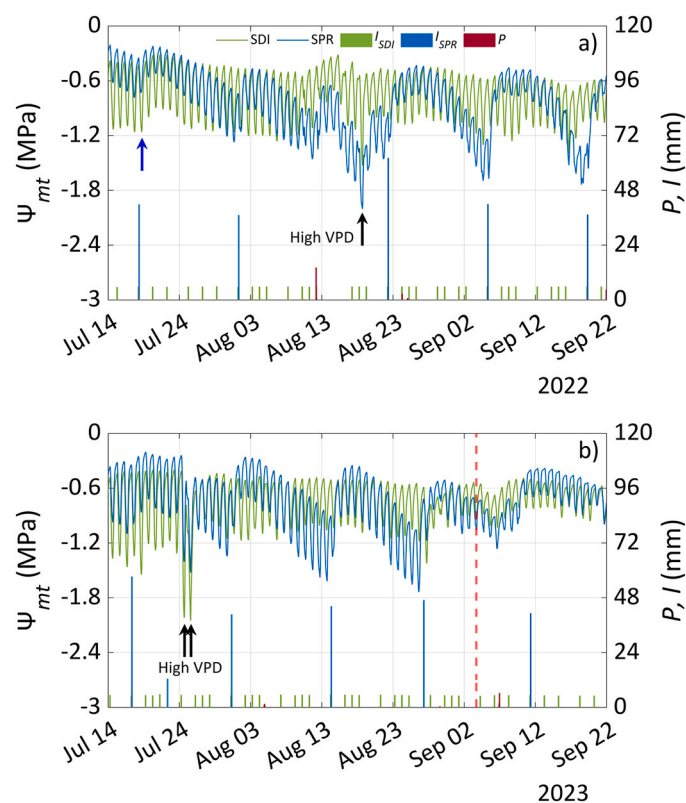 0
120
SDI SPR I_SDI I_SPR P
a)
-0.6
96
-1.2
72
Ψmt (MPa)
P, I (mm)
-1.8
48
High VPD
-2.4
24
-3
0
Jul 14 Jul 24 Aug 03 Aug 13 Aug 23 Sep 02 Sep 12 Sep 22
2022
0
120
b)
-0.6
96
-1.2
72
Ψmt (MPa)
P, I (mm)
-1.8
48
High VPD
-2.4
24
-3
0
Jul 14 Jul 24 Aug 03 Aug 13 Aug 23 Sep 02 Sep 12 Sep 22
2023